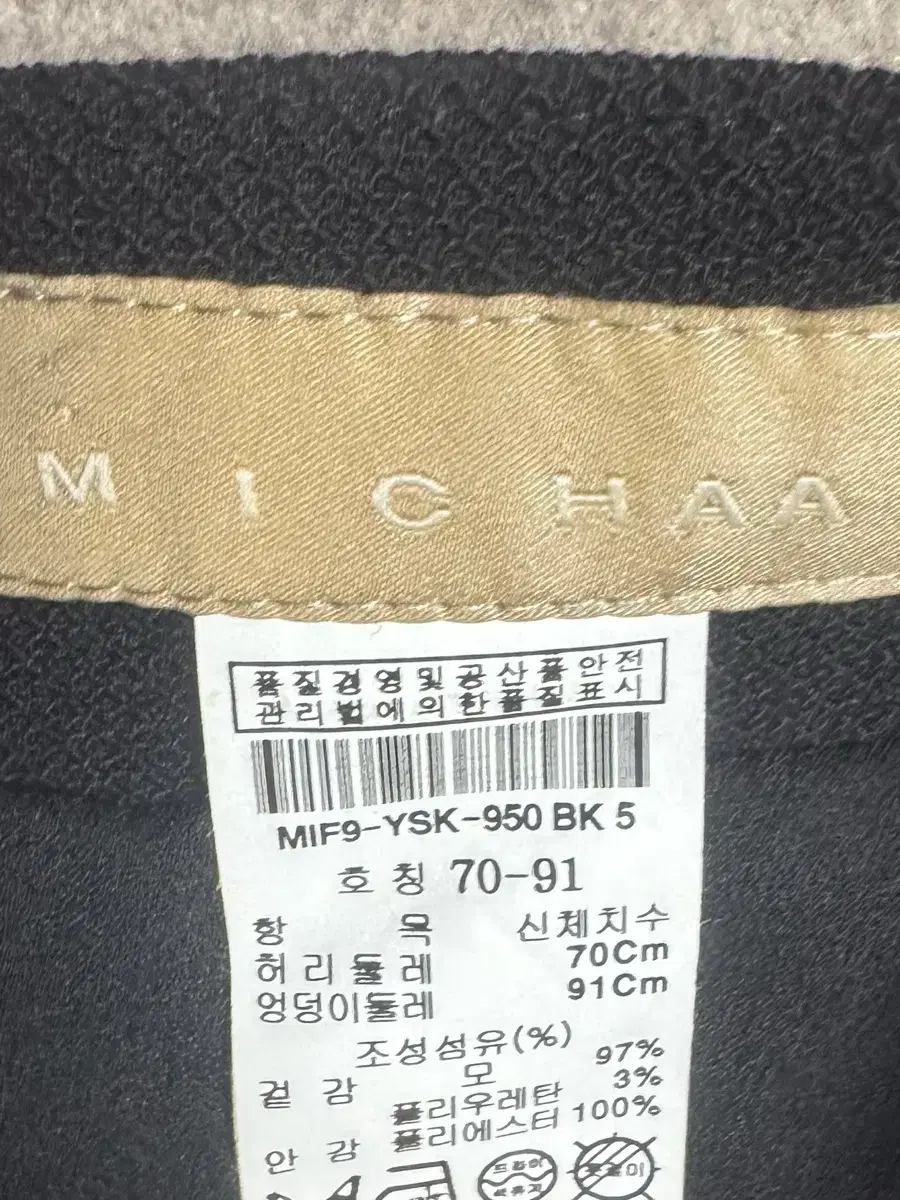 MICHAA
품질경영및공산품안전
관리법에의한품질표시
MIF9-YSK-950 BK 5
호칭 70-91
항목 신체치수
허리둘레 70Cm
엉덩이둘레 91Cm
조성섬유(%)
겉감 모 97%
폴리우레탄 3%
안감 폴리에스터 100%
드라이